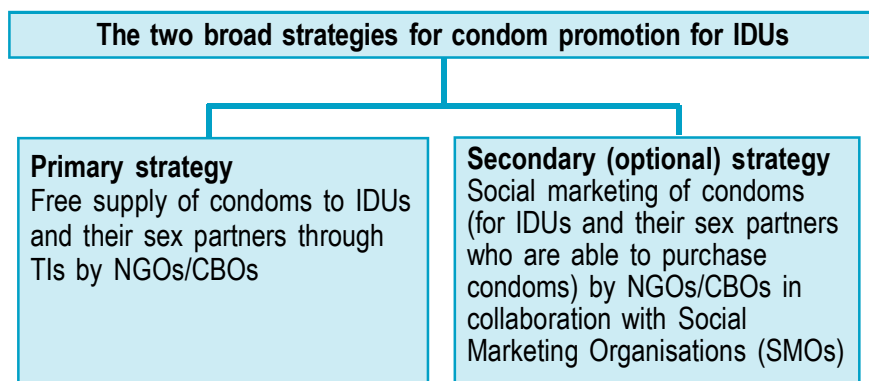 The two broad strategies for condom promotion for IDUs
Primary strategy
Free supply of condoms to IDUs
and their sex partners through
TIs by NGOs/CBOs
Secondary (optional) strategy
Social marketing of condoms
(for IDUs and their sex partners
who are able to purchase
condoms) by NGOs/CBOs in
collaboration with Social
Marketing Organisations (SMOs)